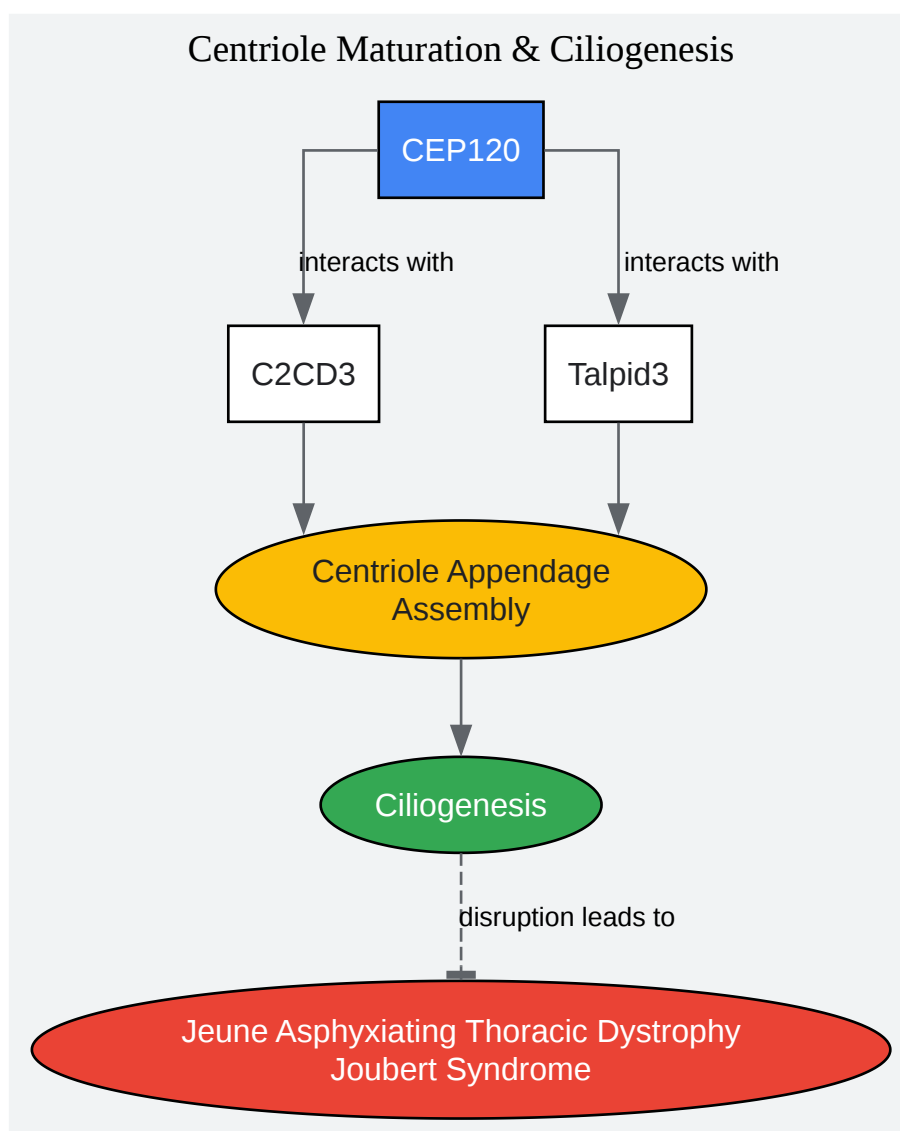 Centriole Maturation & Ciliogenesis
CEP120
interacts with
interacts with
C2CD3
Talpid3
Centriole Appendage
Assembly
Ciliogenesis
disruption leads to
Jeune Asphyxiating Thoracic Dystrophy
Joubert Syndrome